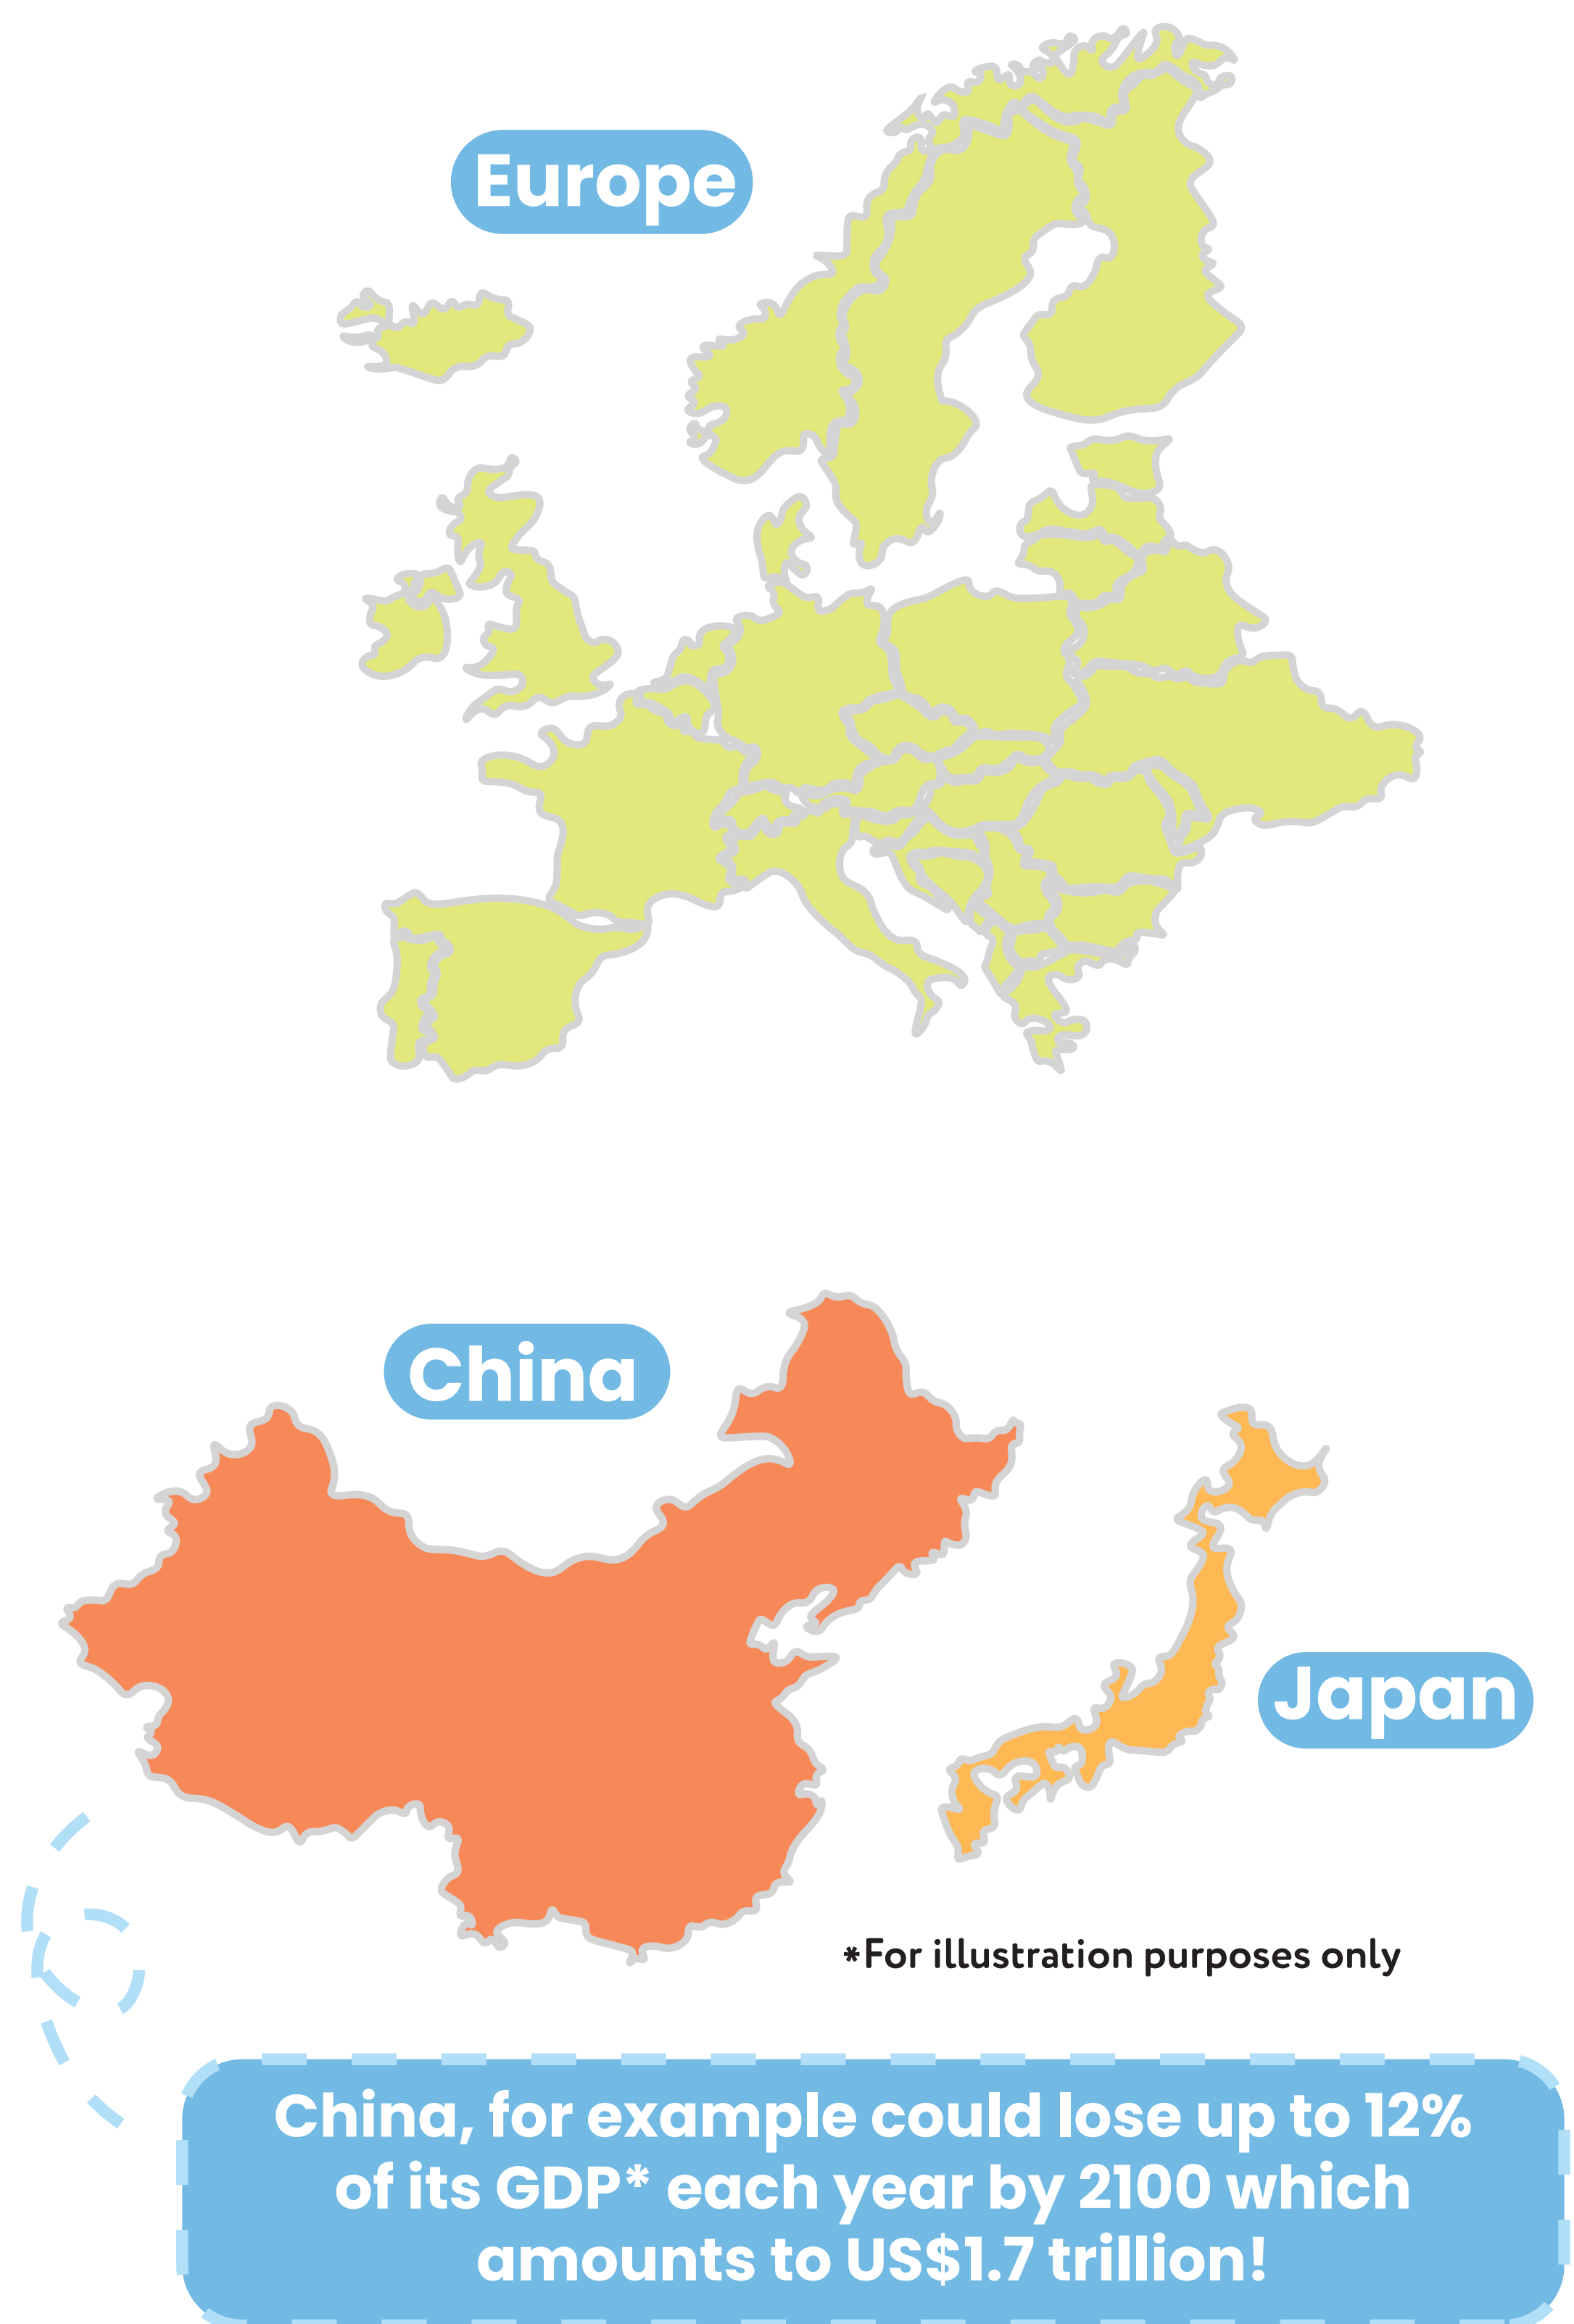 Europe
China
Japan
*For illustration purposes only
China, for example could lose up to 12%
of its GDP* each year by 2100 which
amounts to US$1.7 trillion!